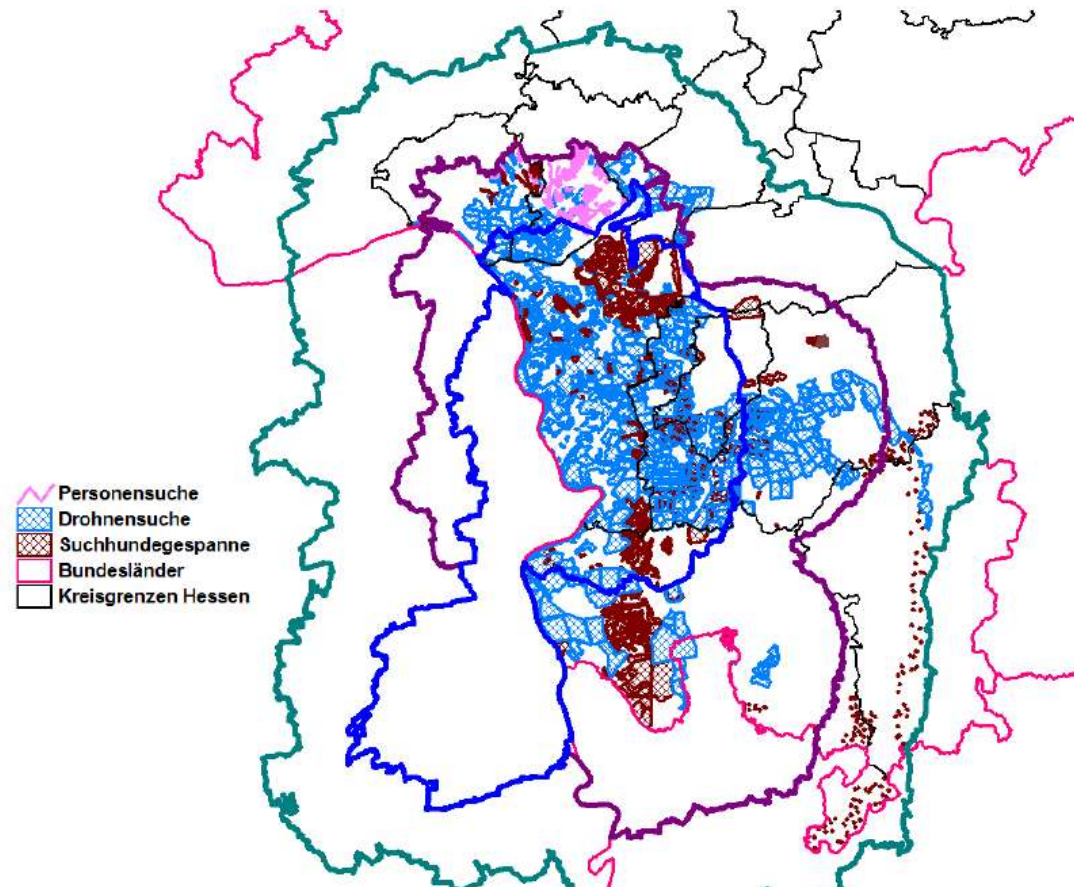 Personensuche
Drohnensuche
Suchhundegespanne
Bundesländer
Kreisgrenzen Hessen